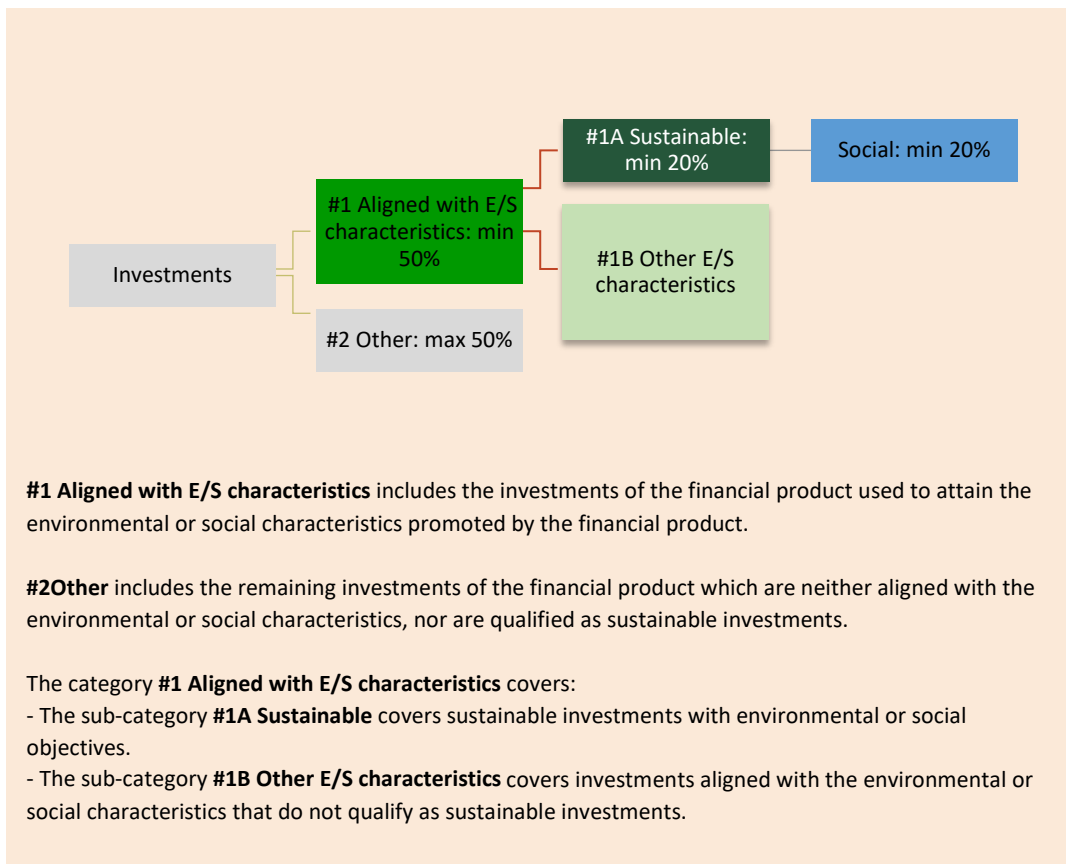 #1A Sustainable:
min 20%
Social: min 20%
#1 Aligned with E/S
characteristics: min
50%
#1B Other E/S
characteristics
Investments
#2 Other: max 50%
#1 Aligned with E/S characteristics includes the investments of the financial product used to attain the
environmental or social characteristics promoted by the financial product.
#2Other includes the remaining investments of the financial product which are neither aligned with the
environmental or social characteristics, nor are qualified as sustainable investments.
The category #1 Aligned with E/S characteristics covers:
- The sub-category #1A Sustainable covers sustainable investments with environmental or social
objectives.
- The sub-category #1B Other E/S characteristics covers investments aligned with the environmental or
social characteristics that do not qualify as sustainable investments.